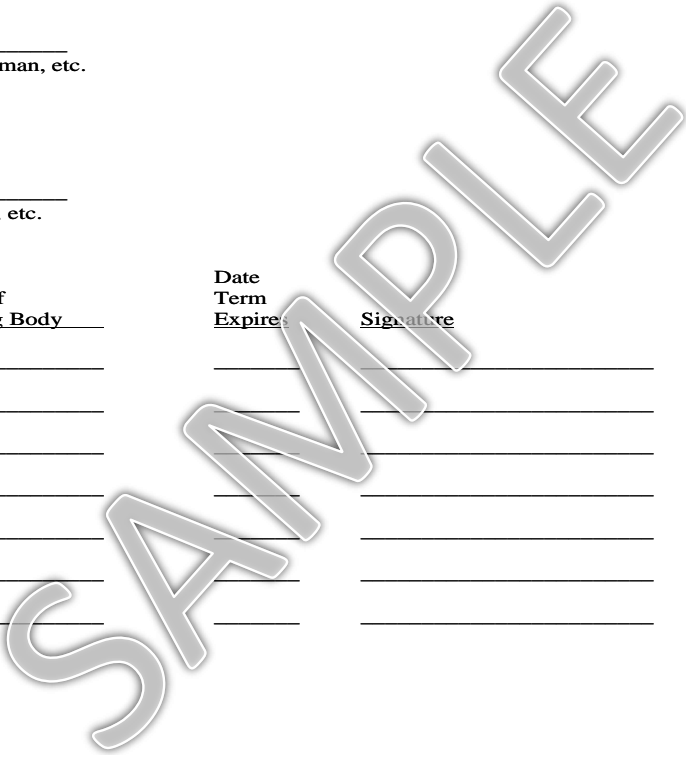 man, etc.
, etc.
Date
f Term
g Body Expires Signature
SAMPLE